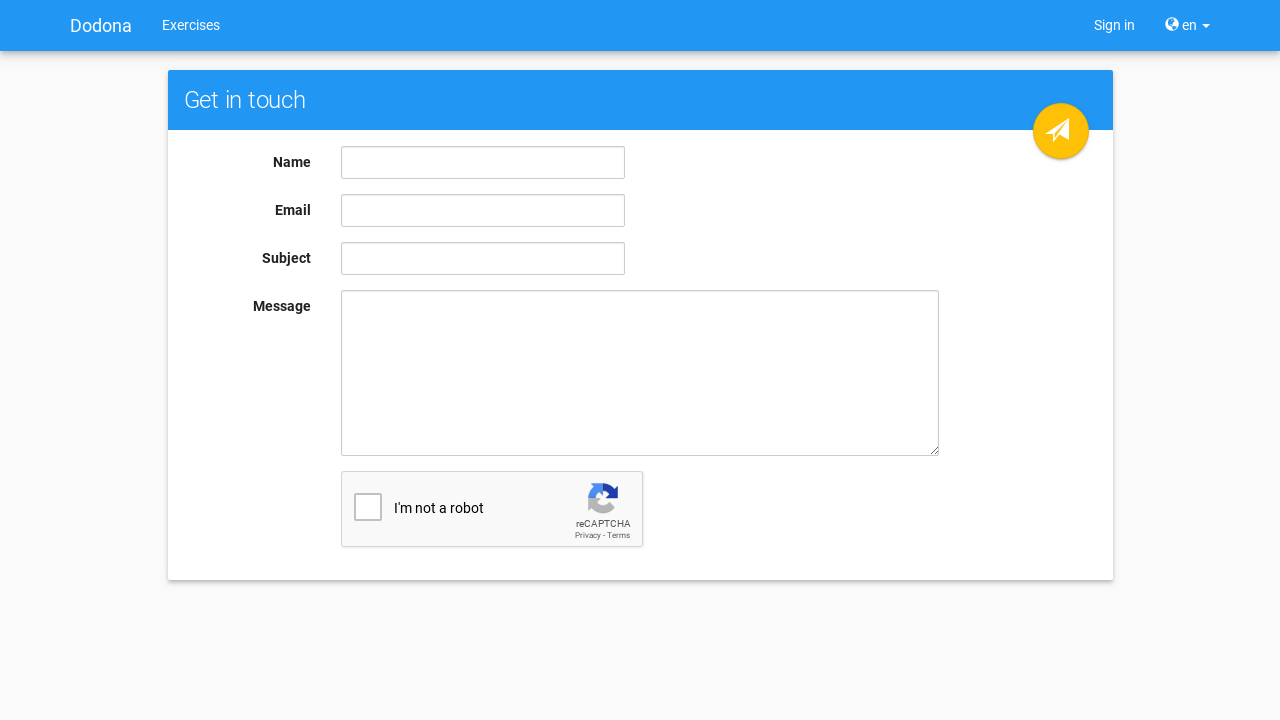 Dodona Exercises Sign in en
Get in touch
Name
Email
Subject
Message
I'm not a robot
reCAPTCHA
Privacy - Terms